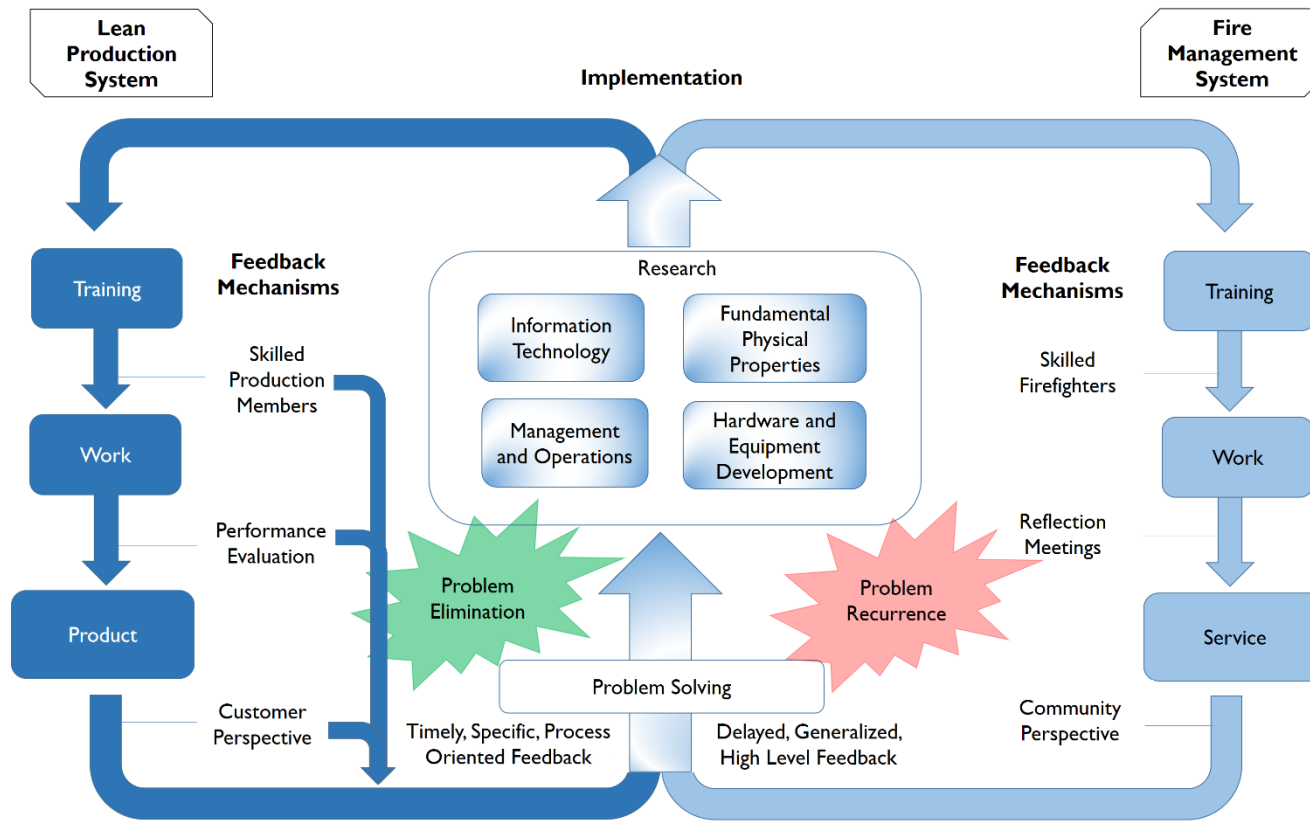 Lean
Production
System
Implementation
Fire
Management
System
Training
Feedback
Mechanisms
Skilled
Production
Members
Work
Performance
Evaluation
Product
Customer
Perspective
Research
Information
Technology
Fundamental
Physical
Properties
Management
and Operations
Hardware and
Equipment
Development
Problem
Elimination
Problem
Recurrence
Problem Solving
Timely, Specific, Process
Oriented Feedback
Delayed, Generalized,
High Level Feedback
Feedback
Mechanisms
Training
Skilled
Firefighters
Work
Reflection
Meetings
Service
Community
Perspective